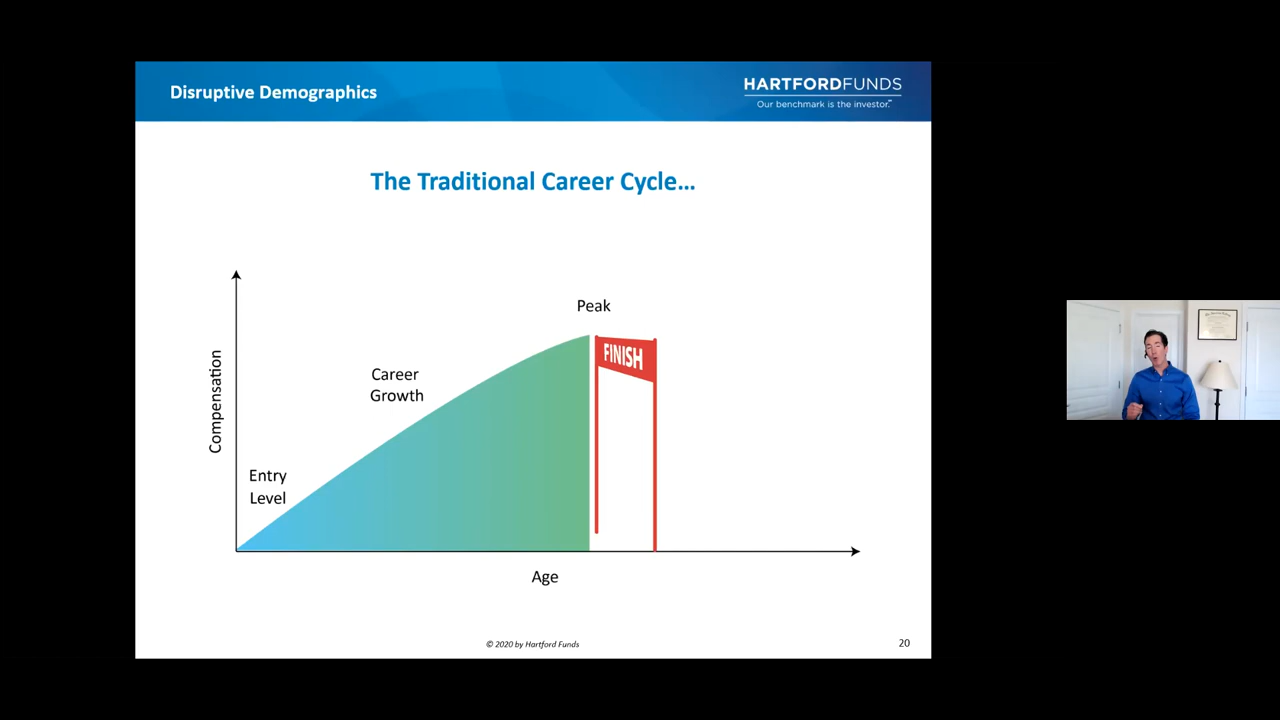 Disruptive Demographics
HARTFORDFUNDS
Our benchmark is the investor.℠
The Traditional Career Cycle...
Peak
FINISH
Career
Growth
Compensation
Entry
Level
Age
© 2020 by Hartford Funds
20